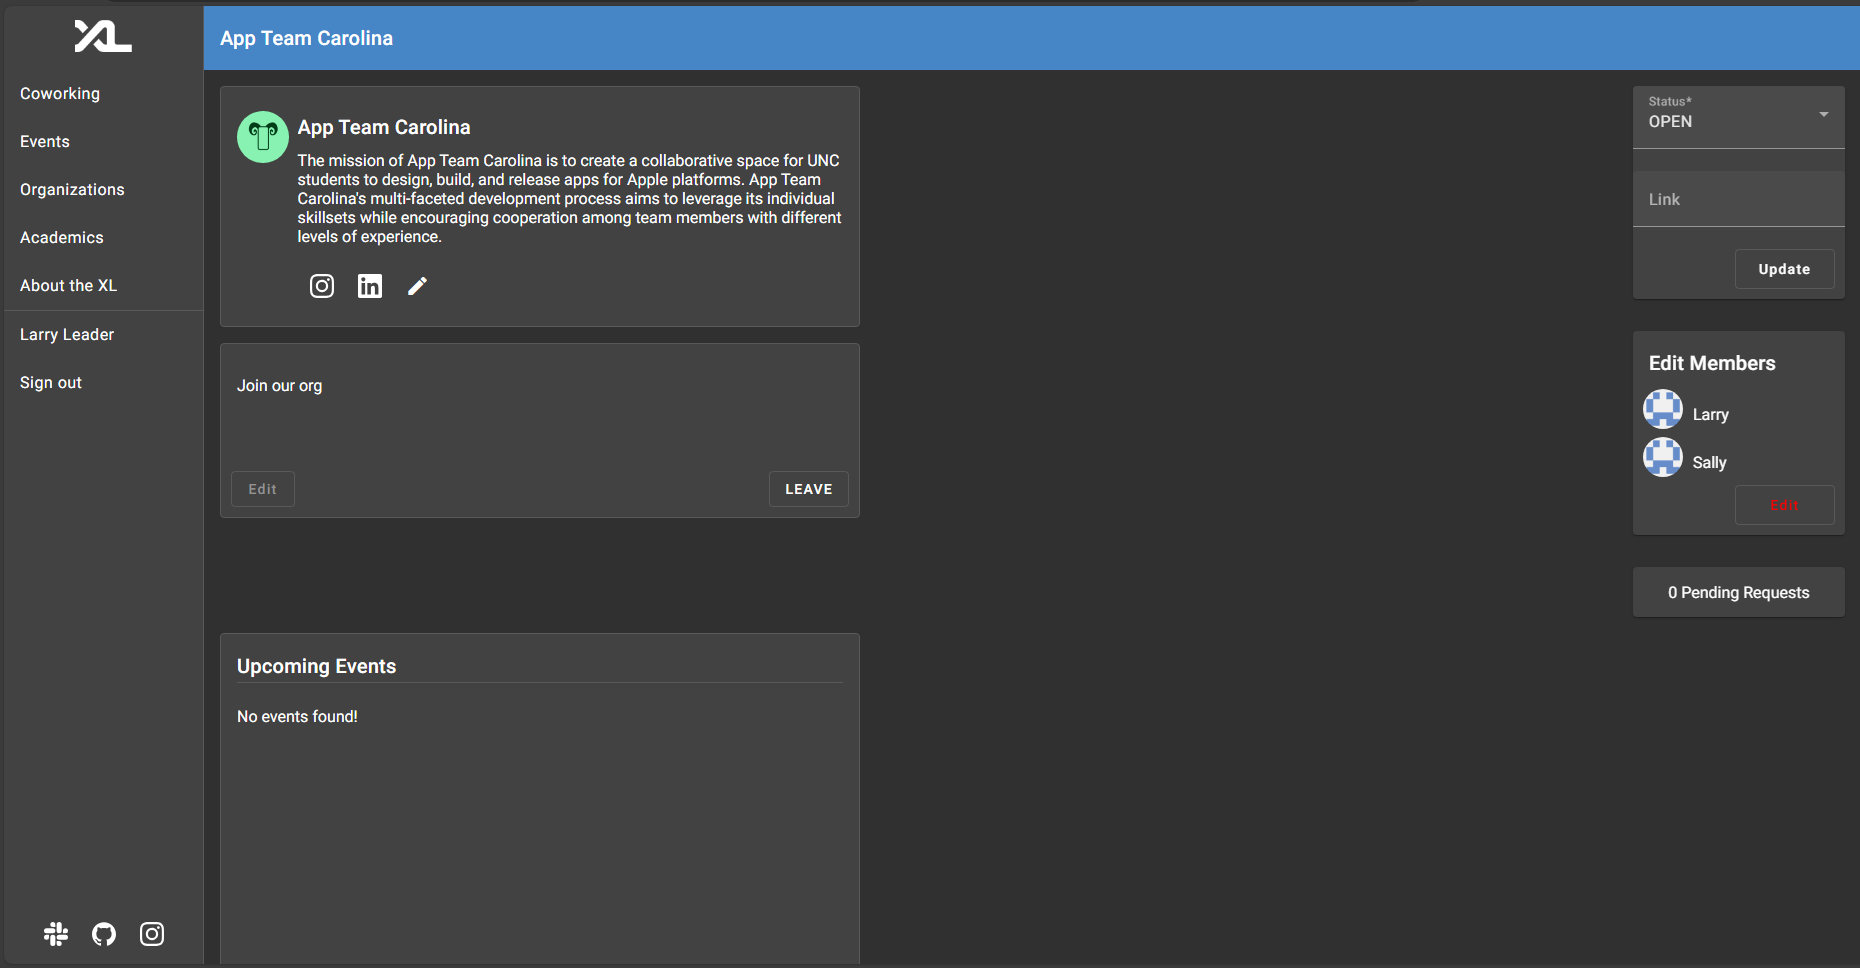 XL
App Team Carolina
Coworking
Events
Organizations
Academics
About the XL
Larry Leader
Sign out
App Team Carolina
The mission of App Team Carolina is to create a collaborative space for UNC
students to design, build, and release apps for Apple platforms. App Team
Carolina's multi-faceted development process aims to leverage its individual
skillsets while encouraging cooperation among team members with different
levels of experience.
in
Join our org
Edit
LEAVE
Upcoming Events
No events found!
Status*
OPEN
Link
Update
Edit Members
Larry
Sally
Edit
0 Pending Requests